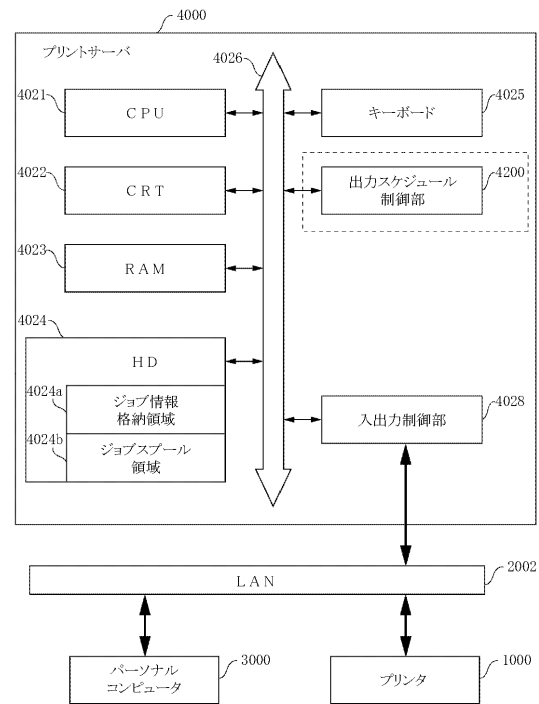 4000
プリントサーバ
4026
4021
CPU
キーボード
4025
4022
CRT
出力スケジュール
制御部
4200
4023
RAM
4024
HD
4024a
ジョブ情報
格納領域
4024b
ジョブスプール
領域
入出力制御部
4028
LAN
2002
パーソナル
コンピュータ
3000
プリンタ
1000